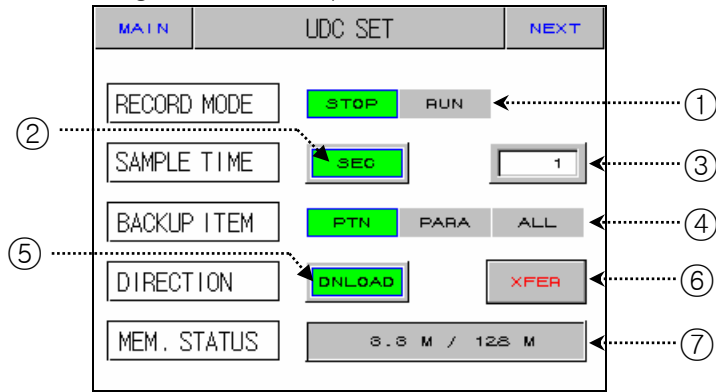 MAIN UDC SET NEXT
RECORD MODE STOP RUN ①
②
SAMPLE TIME SEC 1 ③
BACKUP ITEM PTN PARA ALL ④
⑤
DIRECTION DNLOAD XFER ⑥
MEM. STATUS 3.3 M / 128 M ⑦